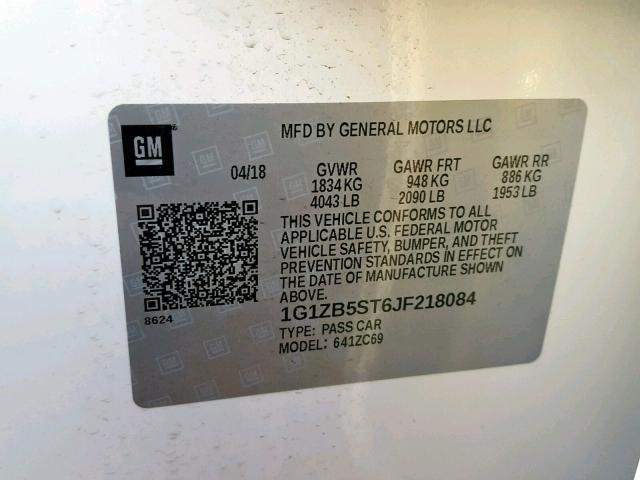 GM
MFD BY GENERAL MOTORS LLC
04/18 GVWR GAWR FRT GAWR RR
1834 KG 948 KG 886 KG
4043 LB 2090 LB 1953 LB
THIS VEHICLE CONFORMS TO ALL
APPLICABLE U.S. FEDERAL MOTOR
VEHICLE SAFETY, BUMPER, AND THEFT
PREVENTION STANDARDS IN EFFECT ON
THE DATE OF MANUFACTURE SHOWN
ABOVE.
8624
1G1ZB5ST6JF218084
TYPE: PASS CAR
MODEL: 641ZC69